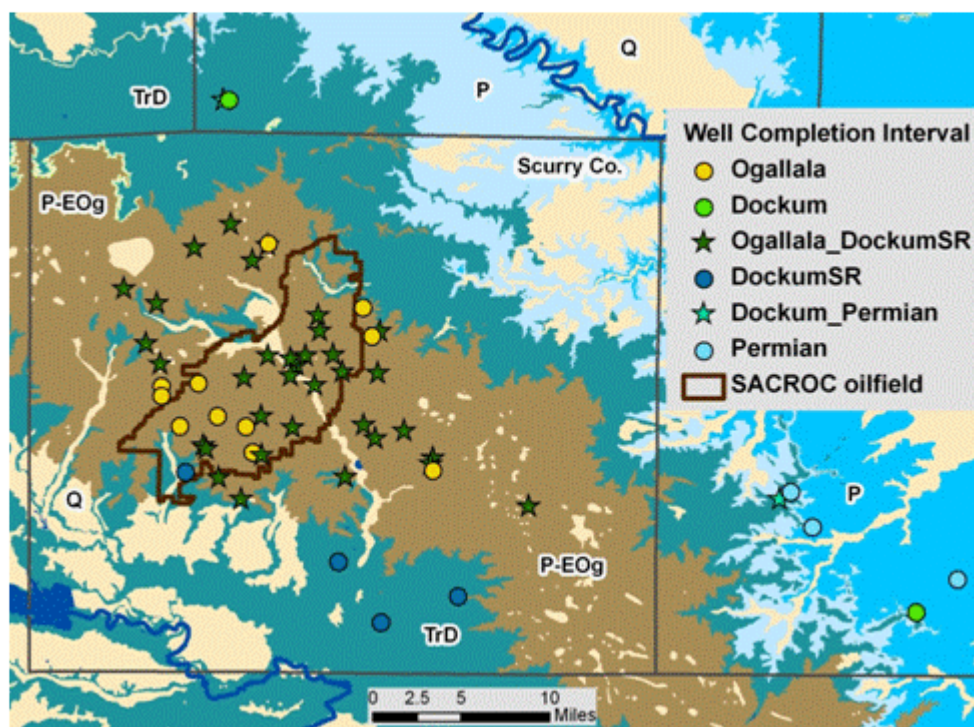 Q
TrD
P
Well Completion Interval
Scurry Co.
Ogallala
P-EOg
Dockum
Ogallala_DockumSR
DockumSR
Dockum_Permian
Permian
SACROC oilfield
Q
P
P-EOg
TrD
0 2.5 5 10
Miles